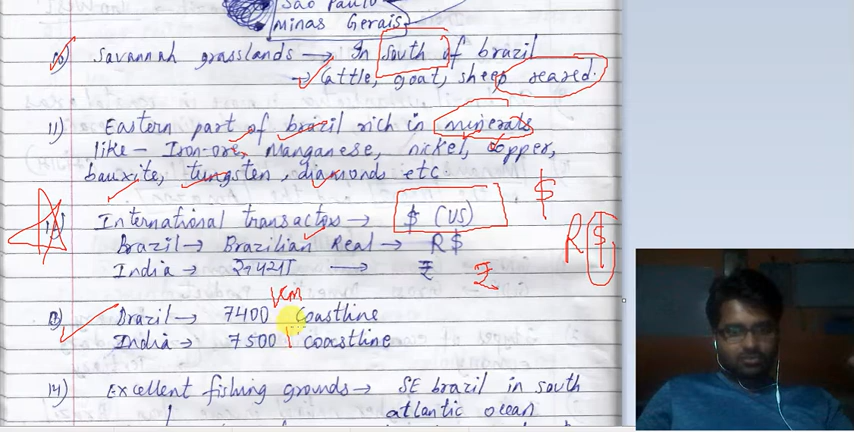 Sao Paulo
Minas Gerais
10) Savannah grasslands → In south of brazil
→ Cattle, goat, sheep reared.
11) Eastern part of brazil rich in minerals
like - Iron-ore, Manganese, nickel, copper,
bauxite, tungsten, diamonds etc.
International transactos → $ (US) $
Brazil → Brazilian Real → R$ R$
India → रुपया → ₹ ₹
Km
Brazil → 7400 Coastline
India → 7500 coastline
14) Excellent fishing grounds → SE brazil in south
atlantic ocean